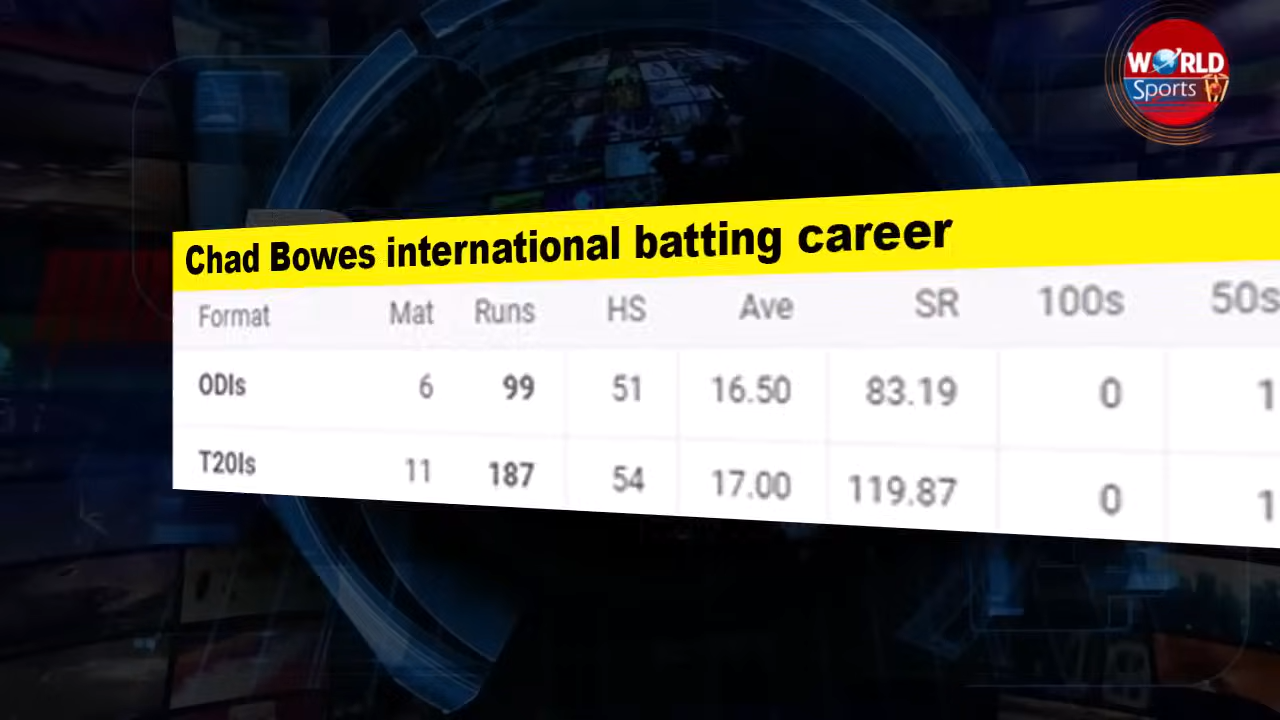 WORLD
Sports
Chad Bowes international batting career
Format Mat Runs HS Ave SR 100s 50s
ODIs 6 99 51 16.50 83.19 0 1
T20Is 11 187 54 17.00 119.87 0 1